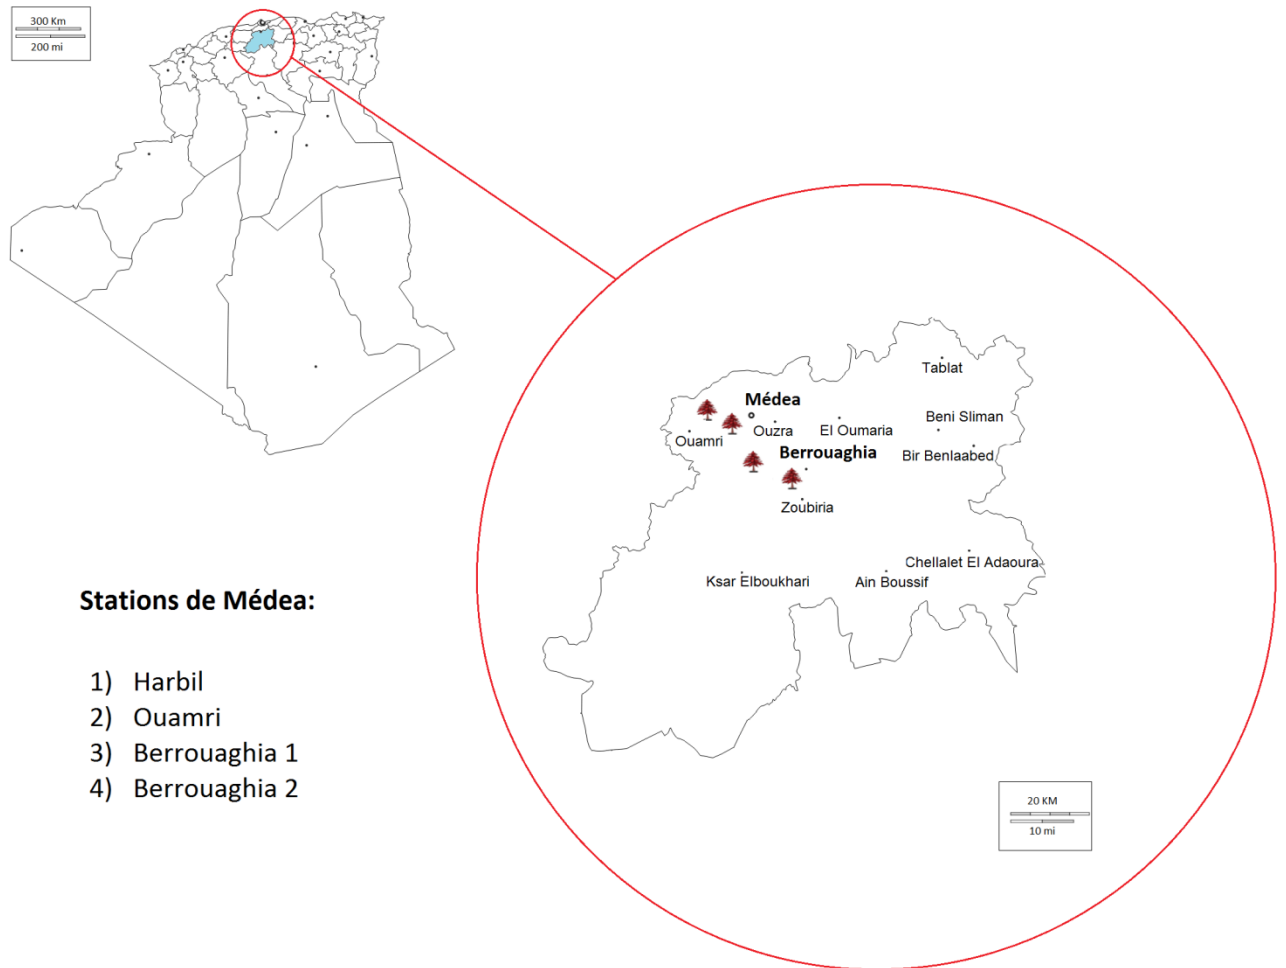 300 Km
200 mi
Tablat
Médea
Beni Sliman
Ouamri
Ouzra
El Oumaria
Berrouaghia
Bir Benlaabed
Zoubiria
Chellalet El Adaoura
Ksar Elboukhari
Ain Boussif
Stations de Médea:
1) Harbil
2) Ouamri
3) Berrouaghia 1
4) Berrouaghia 2
20 KM
10 mi